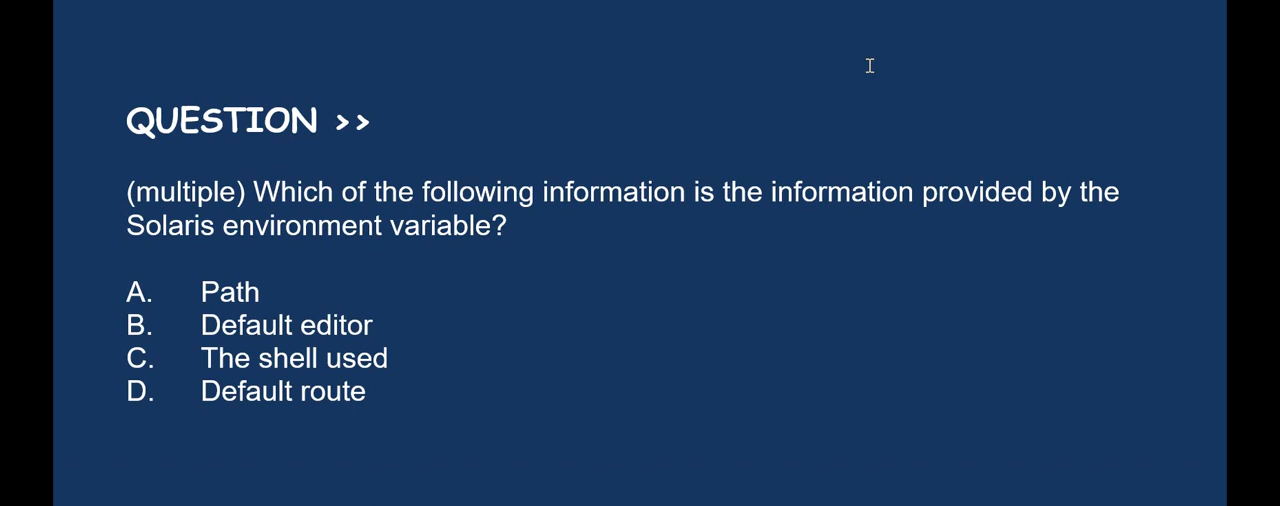 QUESTION >>
(multiple) Which of the following information is the information provided by the
Solaris environment variable?
A. Path
B. Default editor
C. The shell used
D. Default route